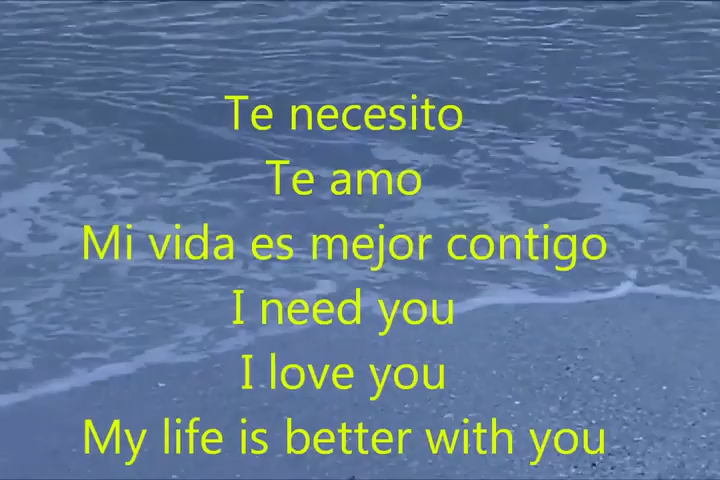 Te necesito
Te amo
Mi vida es mejor contigo
I need you
I love you
My life is better with you